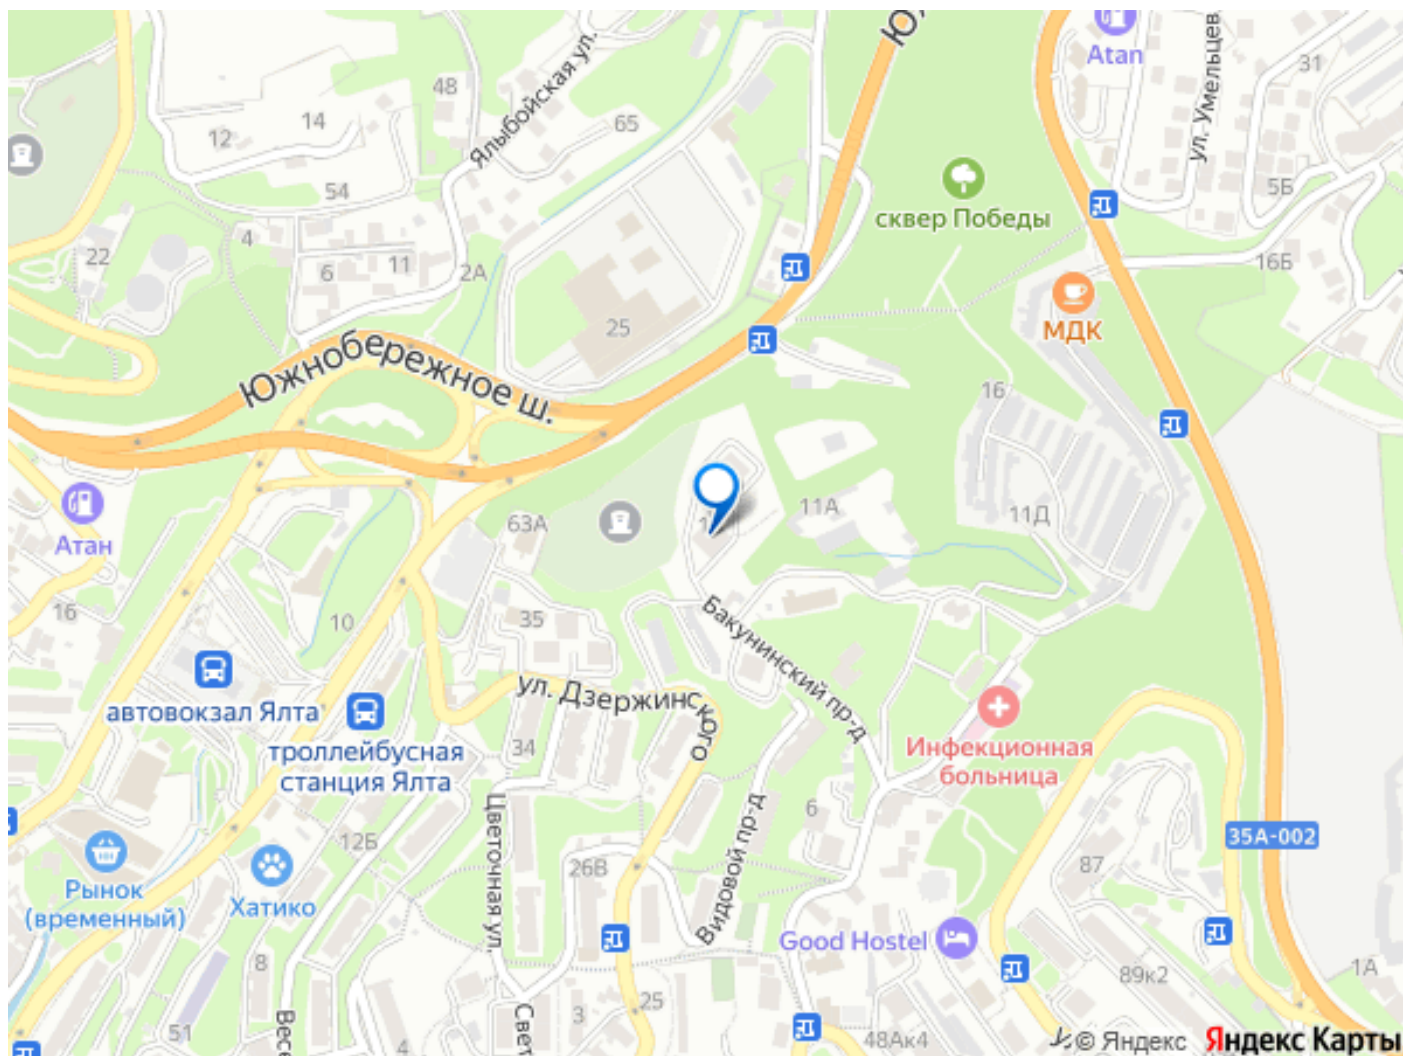 Ю
Atan
ул. Умельцев
31
48
Ялыбойская ул.
65
14
12
54
5Б
сквер Победы
4
22
6
11
2А
16Б
МДК
25
Южнобережное ш.
16
Атан
63А
11А
11Д
16
10
35
Бакунинский пр-д
автовокзал Ялта
троллейбусная
станция Ялта
ул. Дзержинского
34
Инфекционная
больница
Цветочная ул.
12Б
6
35А-002
87
Рынок
(временный)
Хатико
26В
Видовой пр-д
Good Hostel
8
89к2
1А
51
Весе
4
Свет
3
25
48Ак4
© Яндекс
Яндекс Карты